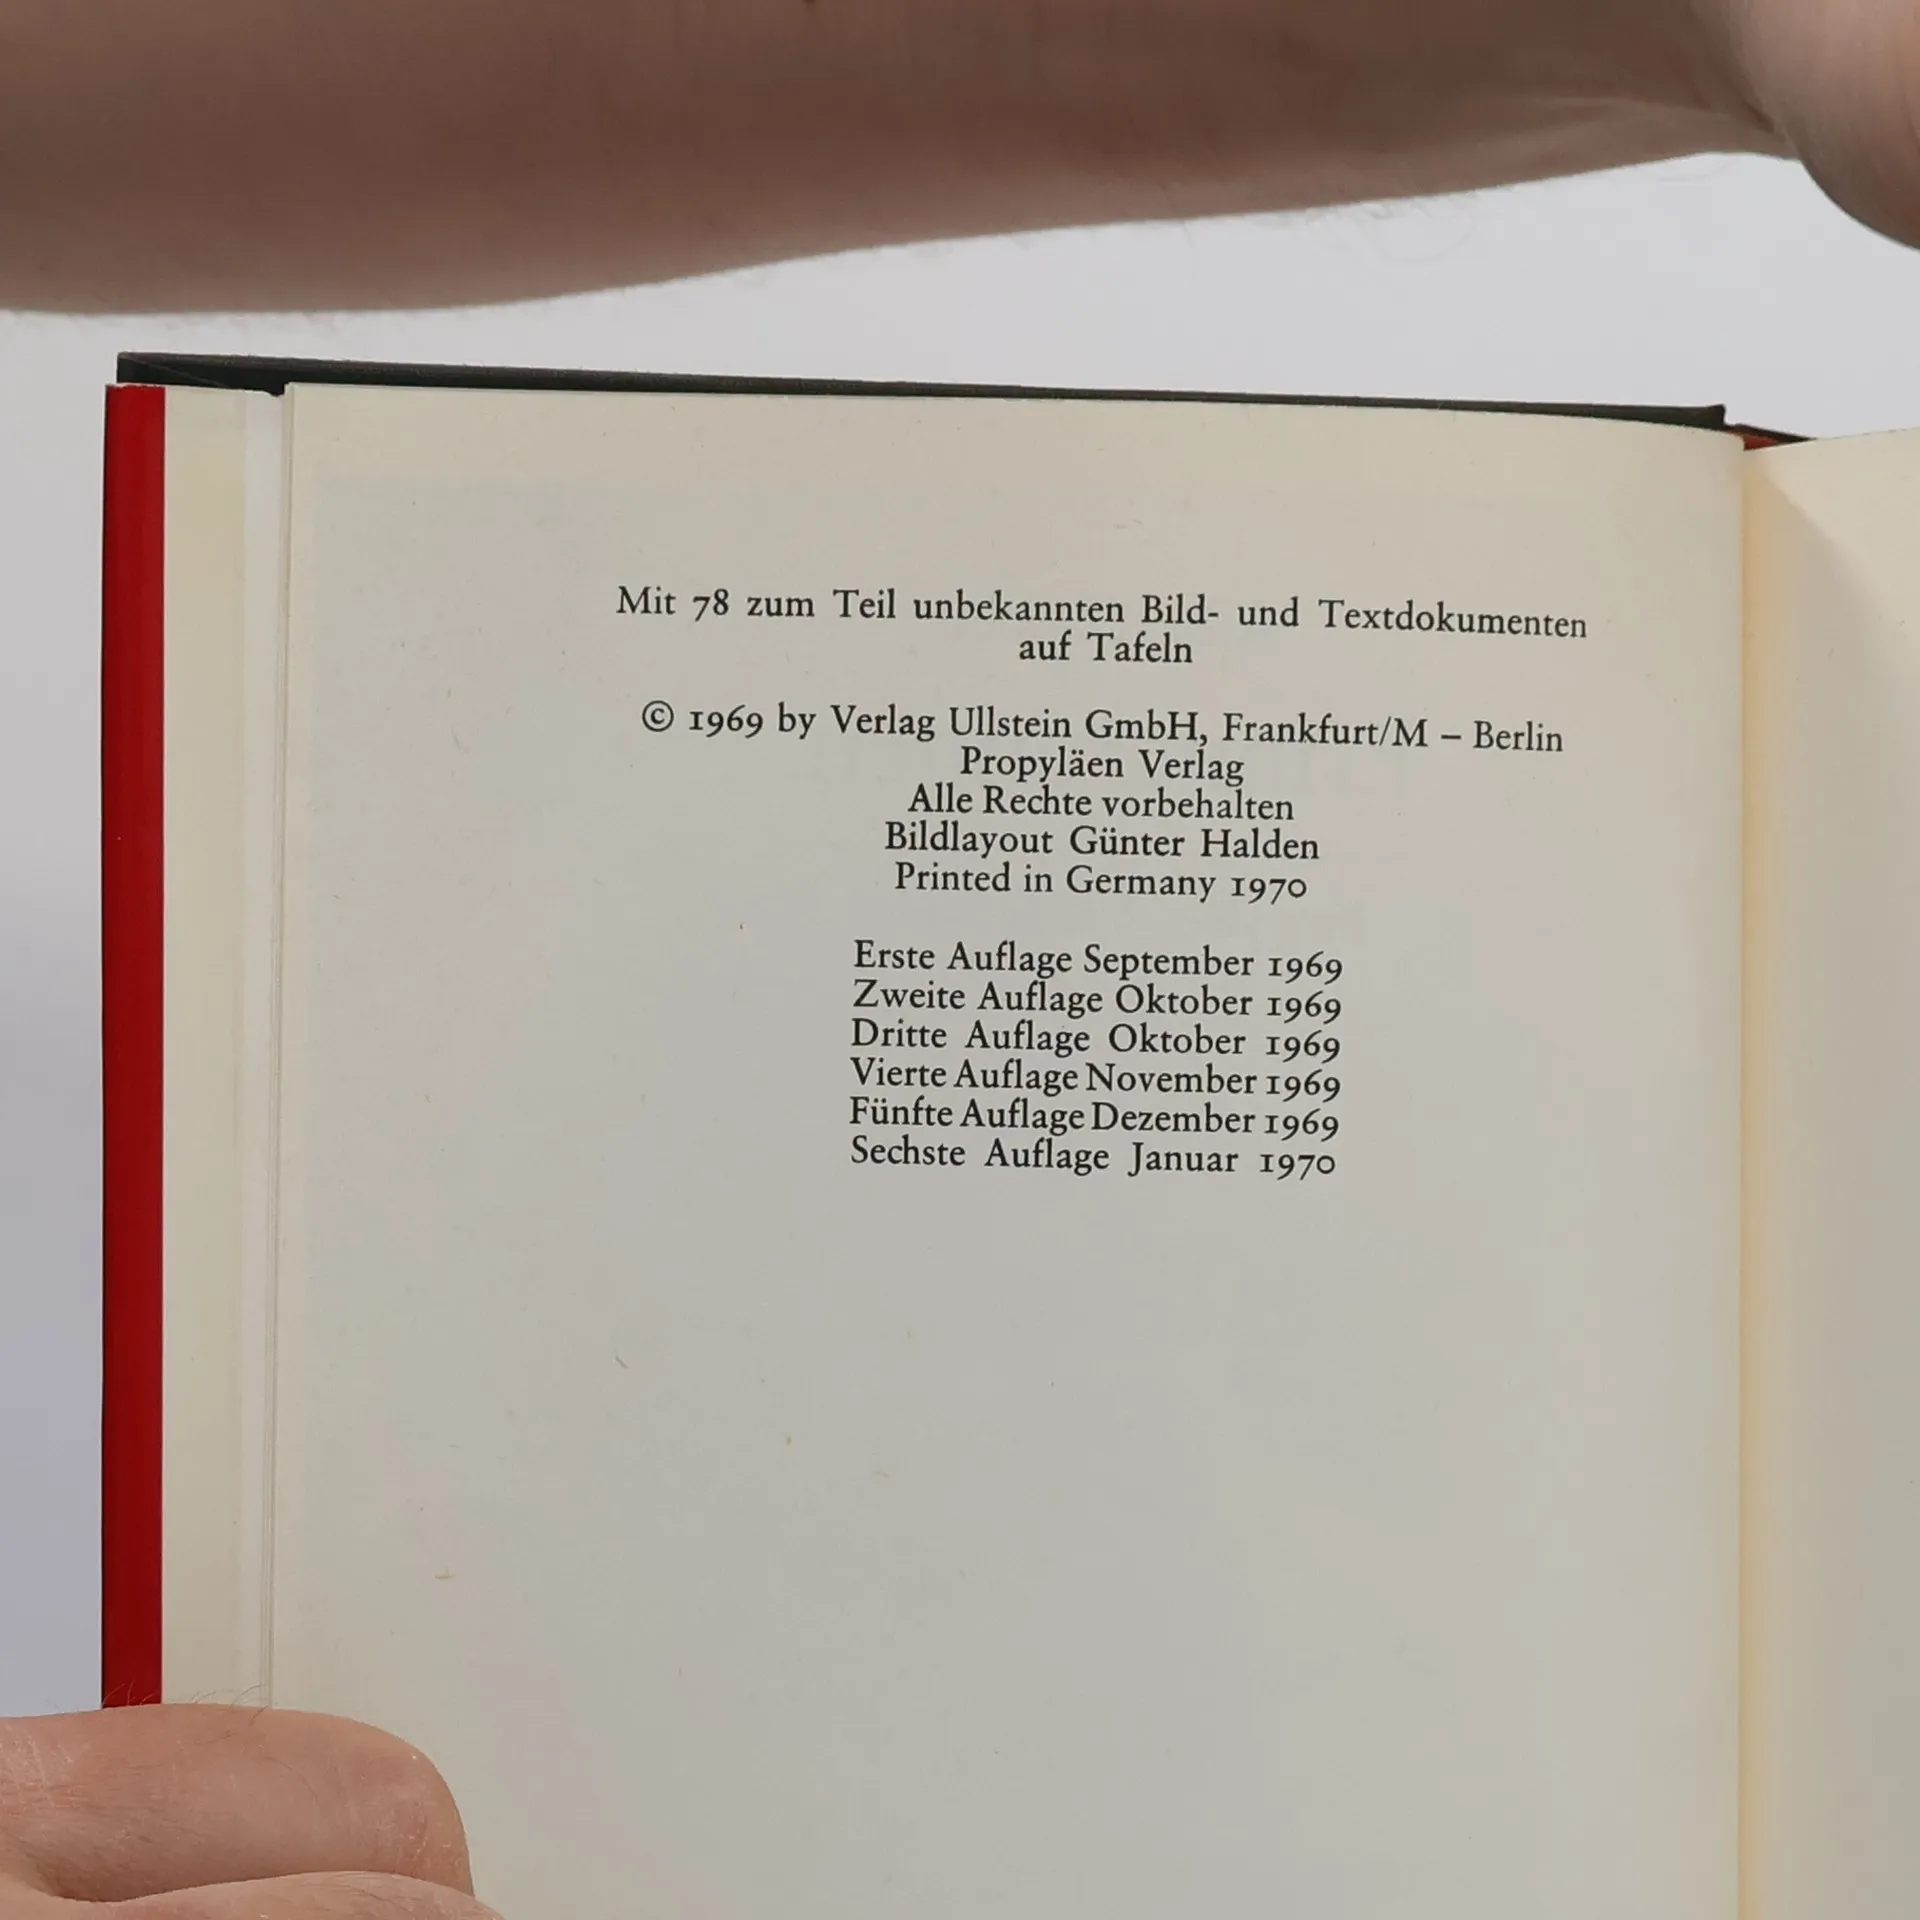 Mit 78 zum Teil unbekannten Bild- und Textdokumenten
auf Tafeln
© 1969 by Verlag Ullstein GmbH, Frankfurt/M – Berlin
Propyläen Verlag
Alle Rechte vorbehalten
Bildlayout Günter Halden
Printed in Germany 1970
Erste Auflage September 1969
Zweite Auflage Oktober 1969
Dritte Auflage Oktober 1969
Vierte Auflage November 1969
Fünfte Auflage Dezember 1969
Sechste Auflage Januar 1970